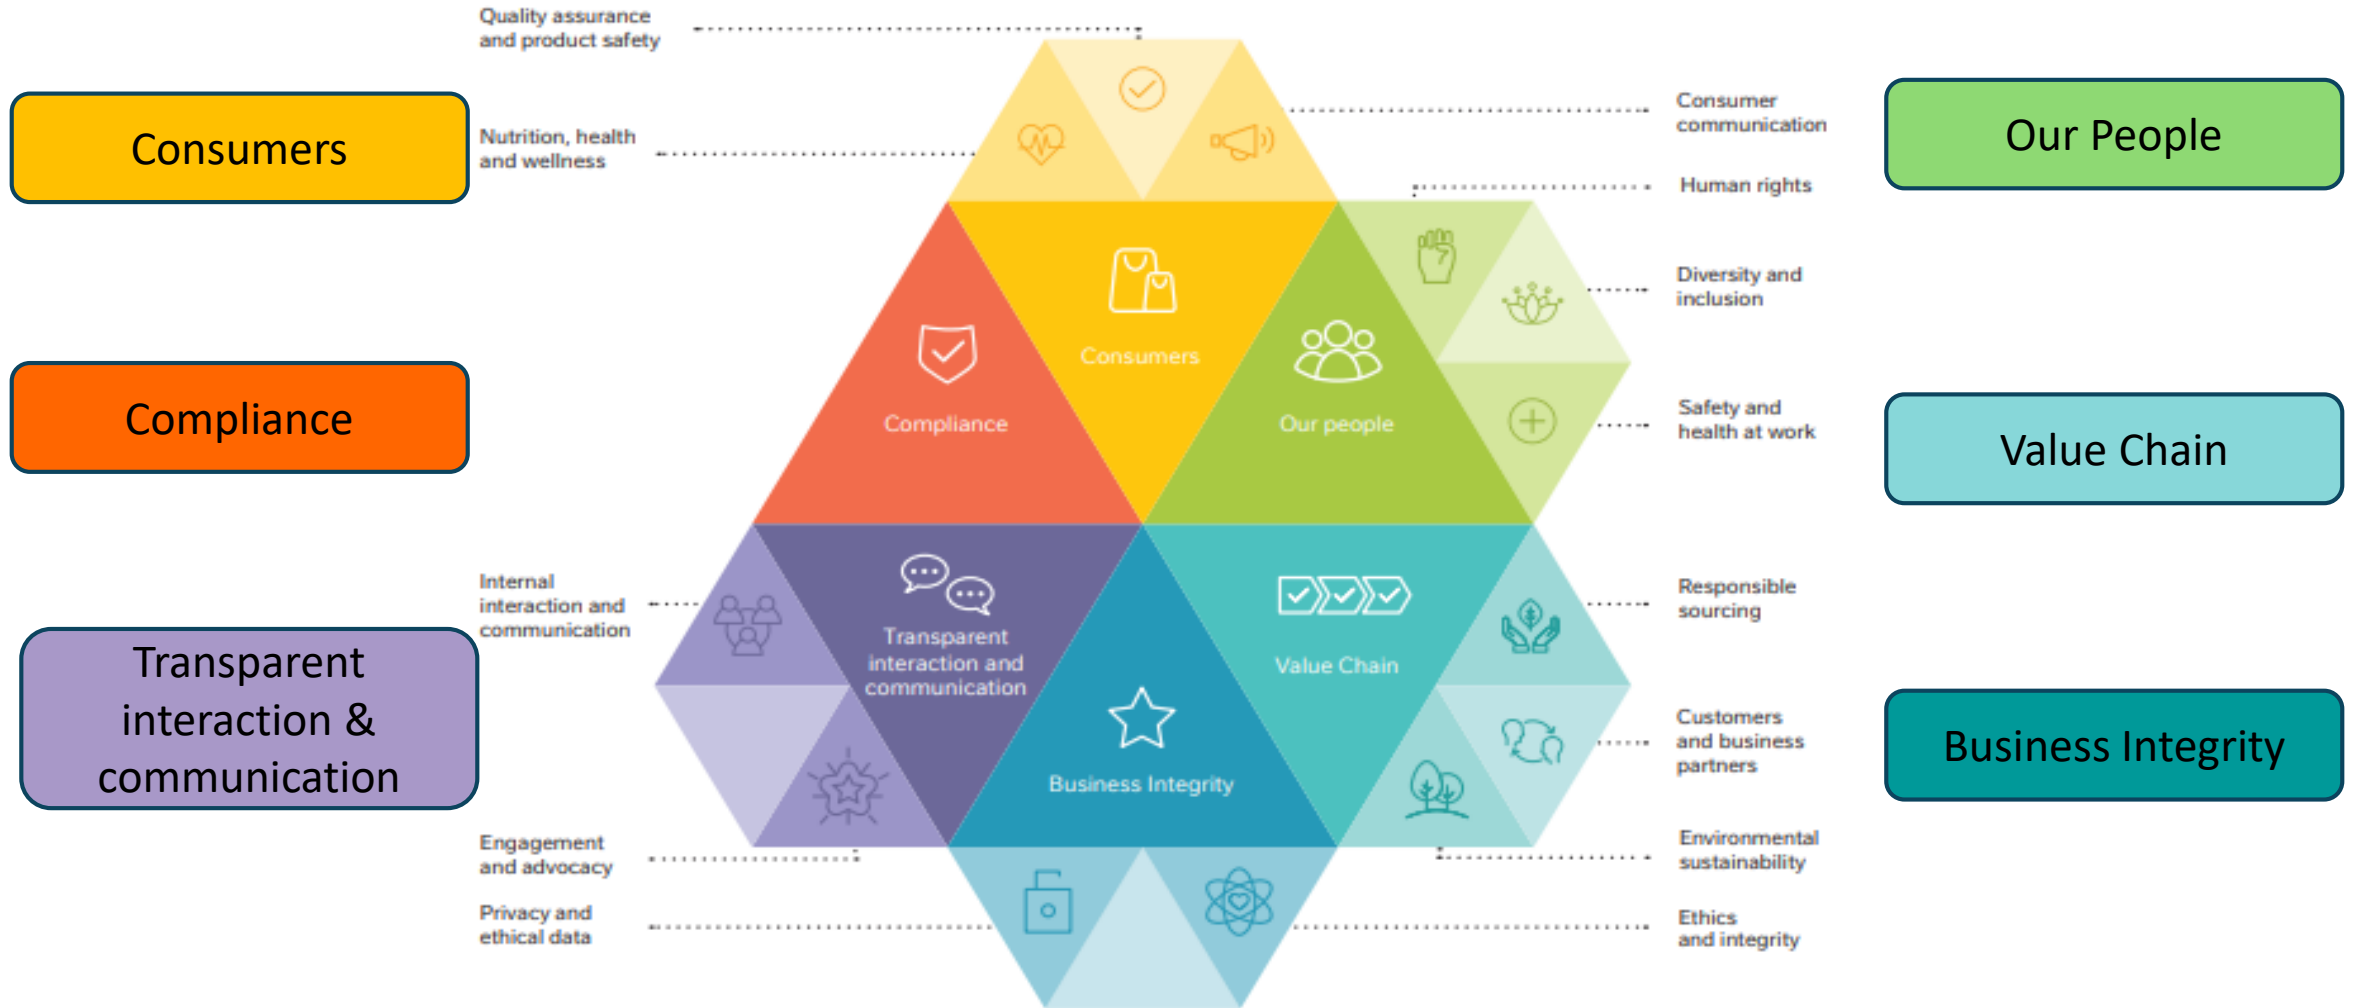 Quality assurance
and product safety
Consumers
Nutrition, health
and wellness
Consumer
communication
Our People
Human rights
Diversity and
inclusion
Consumers
Compliance
Our people
Compliance
Safety and
health at work
Value Chain
Internal
interaction and
communication
Transparent
interaction &
communication
Transparent
interaction and
communication
Value Chain
Responsible
sourcing
Business Integrity
Customers
and business
partners
Business Integrity
Engagement
and advocacy
Environmental
sustainability
Privacy and
ethical data
Ethics
and integrity